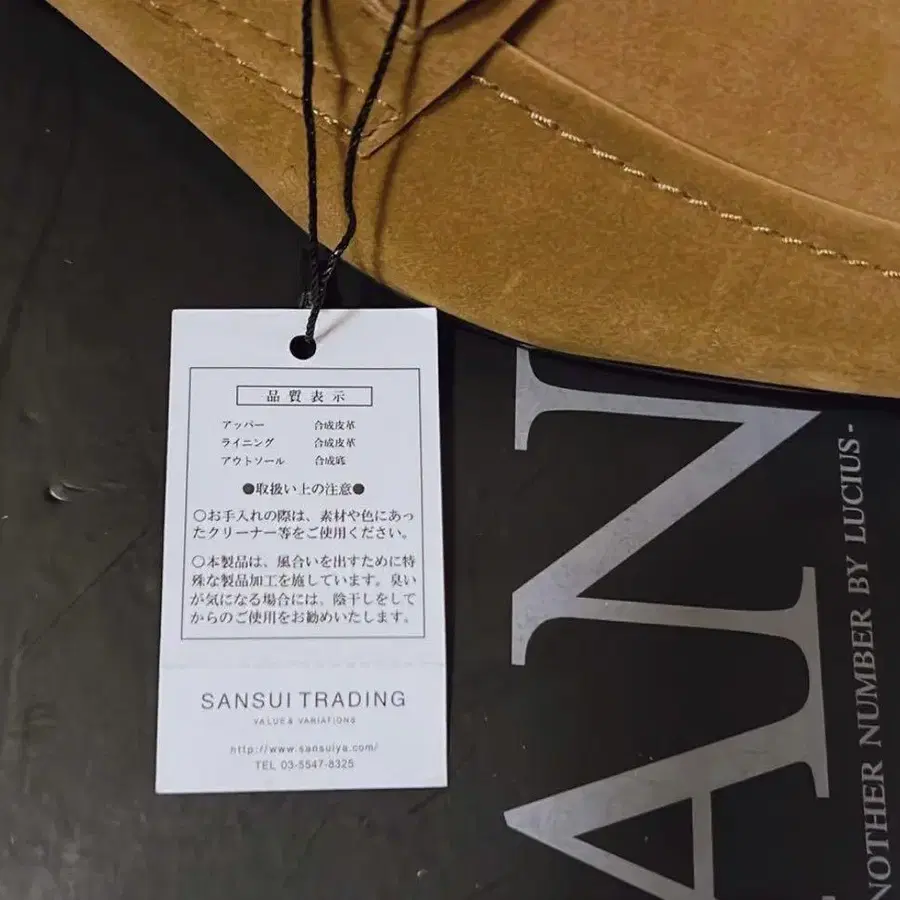 品質表示
アッパー 合成皮革
ライニング 合成皮革
アウトソール 合成底
●取扱い上の注意●
○お手入れの際は、素材や色にあっ
たクリーナー等をご使用ください。
○本製品は、風合いを出すために特
殊な製品加工を施しています。臭い
が気になる場合には、陰干しをして
からのご使用をお勧めいたします。
SANSUI TRADING
VALUE & VARIATIONS
http://www.sansuiya.com/
TEL 03-5547-8325
AN
NOTHER NUMBER BY LUCIUS-